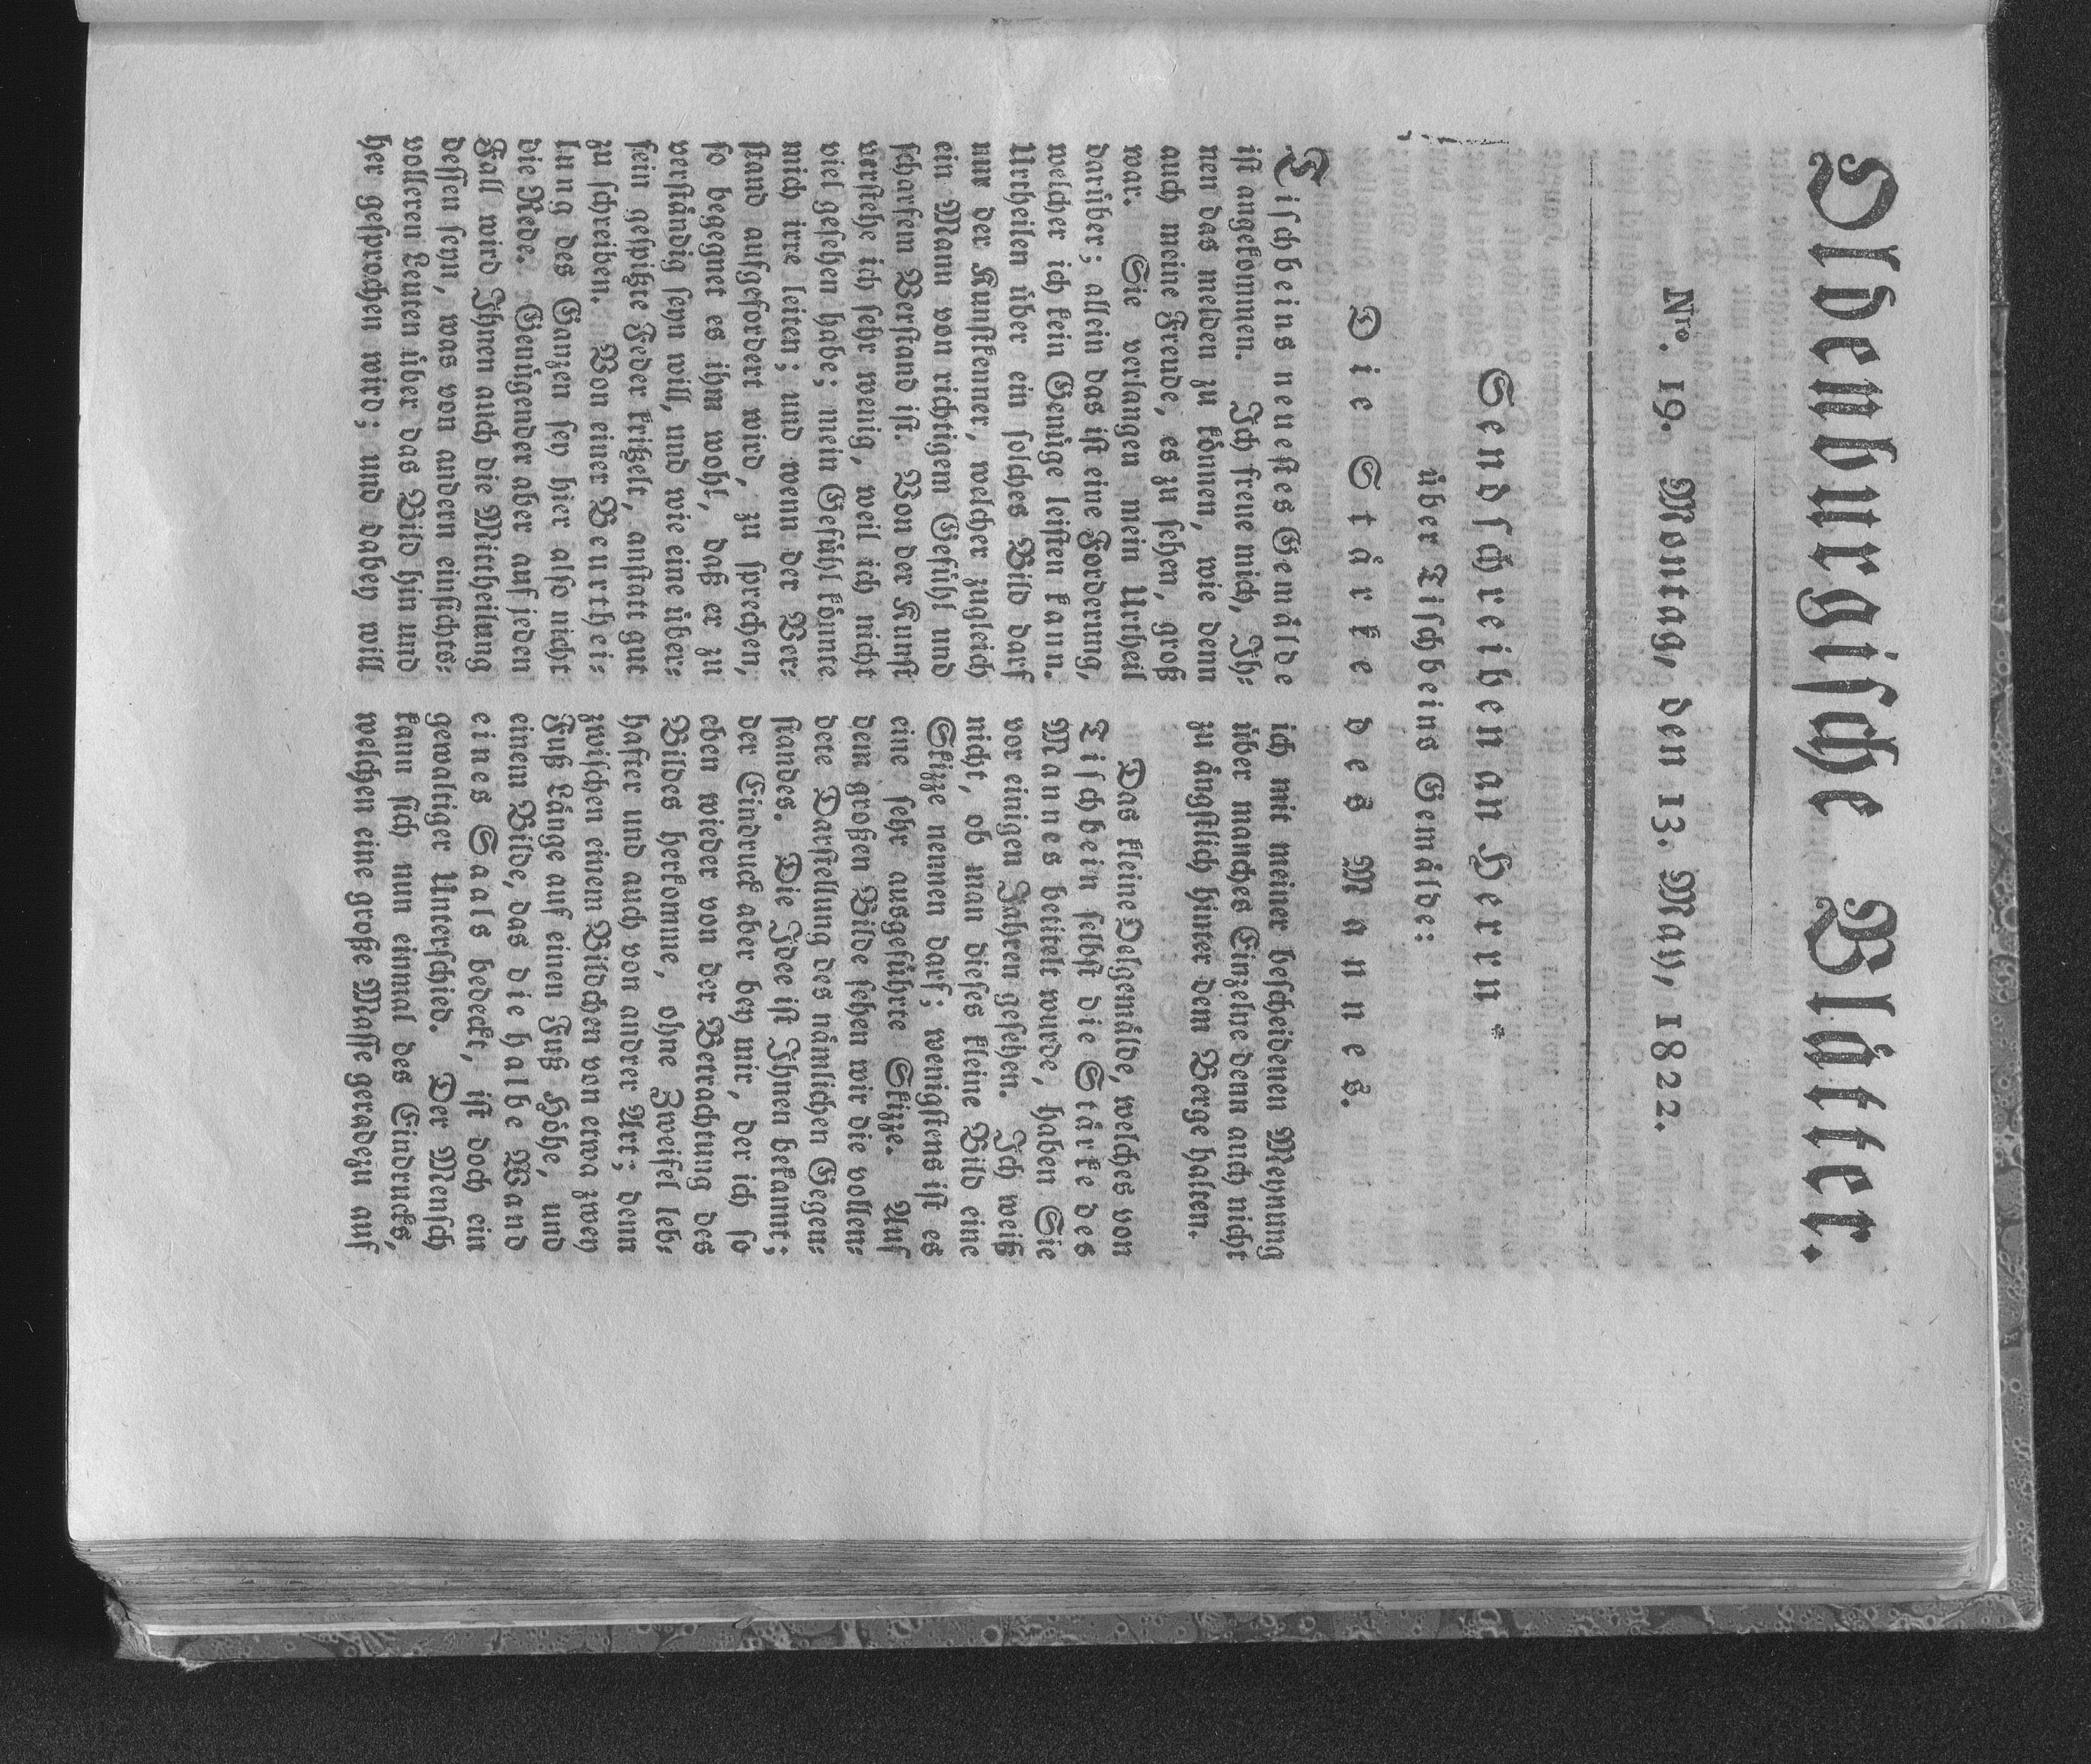 Oldenburgische Blätter.
Nro. 19. Montag, den 13. May, 1822.
Sendschreiben an Herrn *
über Tischbeins Gemälde:
Die Stärke des Mannes.
Tischbeins neuestes Gemälde
ist angekommen. Ich freue mich, Ih-
nen das melden zu können, wie denn
auch meine Freude, es zu sehen, groß
war. Sie verlangen mein Urtheil
darüber; allein das ist eine Forderung,
welcher ich kein Genüge leisten kann.
Urtheilen über ein solches Bild darf
nur der Kunstkenner, welcher zugleich
ein Mann von richtigem Gefühl und
scharfem Verstand ist. Von der Kunst
verstehe ich sehr wenig, weil ich nicht
viel gesehen habe; mein Gefühl könnte
mich irre leiten; und wenn der Ver-
stand aufgefordert wird, zu sprechen,
so begegnet es ihm wohl, daß er zu
verständig seyn will, und wie eine über-
fein gespitzte Feder kritzelt, anstatt gut
zu schreiben. Von einer Beurthei-
lung des Ganzen sey hier also nicht
die Rede. Genügender aber auf jeden
Fall wird Ihnen auch die Mittheilung
dessen seyn, was von andern einsichts-
volleren Leuten über das Bild hin und
her gesprochen wird; und dabey will
ich mit meiner bescheidenen Meynung
über manches Einzelne denn auch nicht
zu ängstlich hinter dem Berge halten.
Das kleine Oelgemälde, welches von
Tischbein selbst die Stärke des
Mannes betitelt wurde, haben Sie
vor einigen Jahren gesehen. Ich weiß
nicht, ob man dieses kleine Bild eine
Skizze nennen darf; wenigstens ist es
eine sehr ausgeführte Skizze. Auf
dem großen Bilde sehen wir die vollen-
dete Darstellung des nämlichen Gegen-
standes. Die Idee ist Ihnen bekannt;
der Eindruck aber bey mir, der ich so
eben wieder von der Betrachtung des
Bildes herkomme, ohne Zweifel leb-
hafter und auch von andrer Art; denn
zwischen einem Bildchen von etwa zwey
Fuß Länge auf einen Fuß Höhe, und
einem Bilde, das die halbe Wand
eines Saals bedeckt, ist doch ein
gewaltiger Unterschied. Der Mensch
kann sich nun einmal des Eindrucks,
welchen eine große Masse geradezu auf